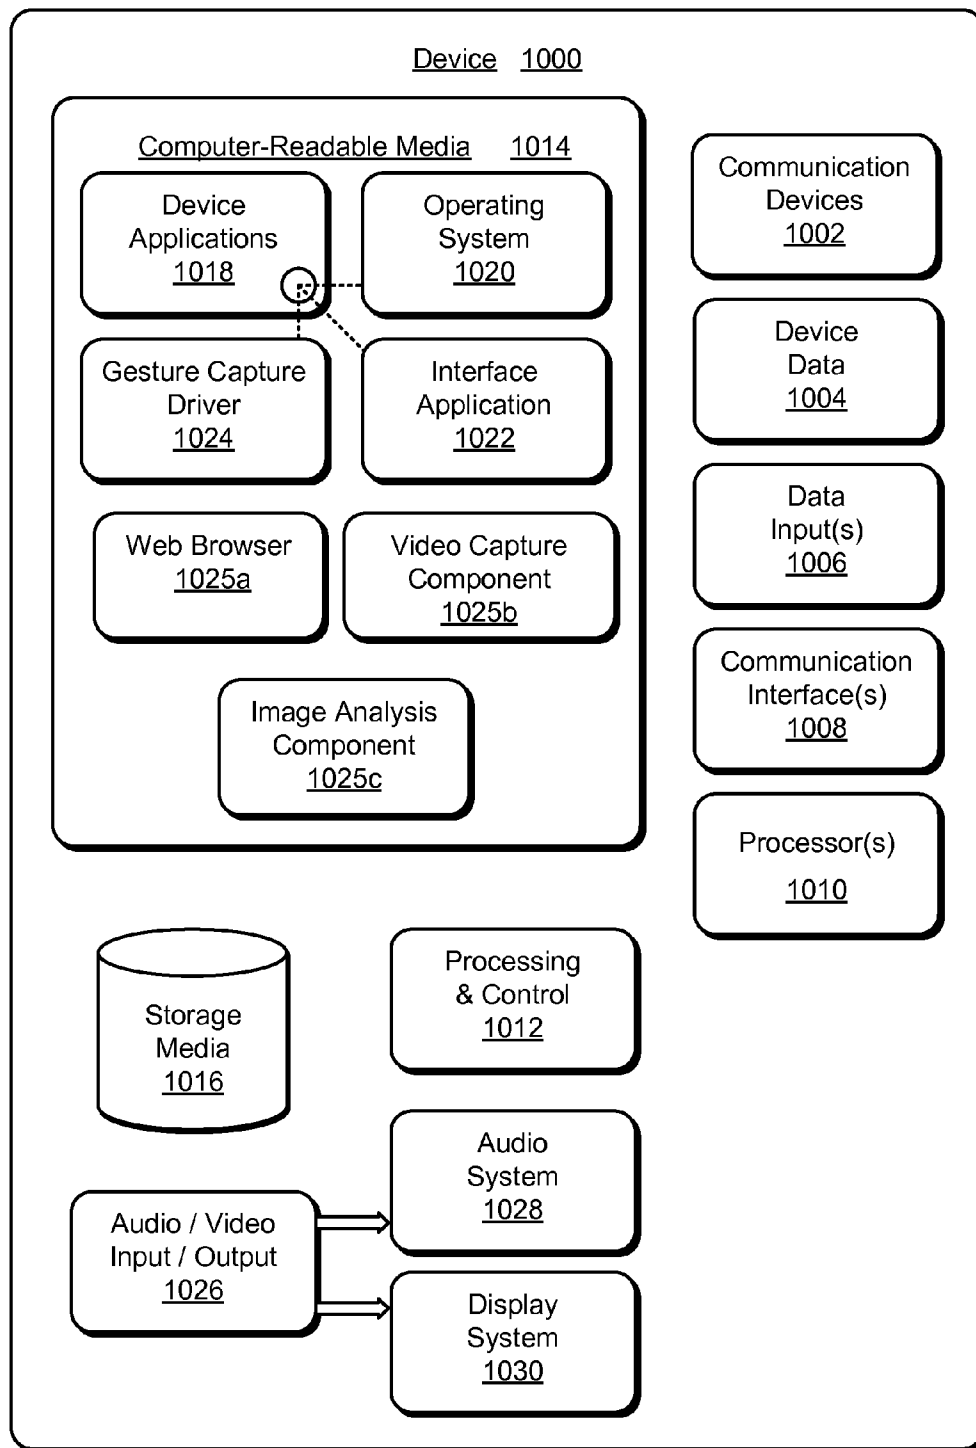 Device 1000
Computer-Readable Media 1014
Device
Applications
1018
Operating
System
1020
Gesture Capture
Driver
1024
Interface
Application
1022
Web Browser
1025a
Video Capture
Component
1025b
Image Analysis
Component
1025c
Communication
Devices
1002
Device
Data
1004
Data
Input(s)
1006
Communication
Interface(s)
1008
Processor(s)
1010
Storage
Media
1016
Processing
& Control
1012
Audio / Video
Input / Output
1026
Audio
System
1028
Display
System
1030